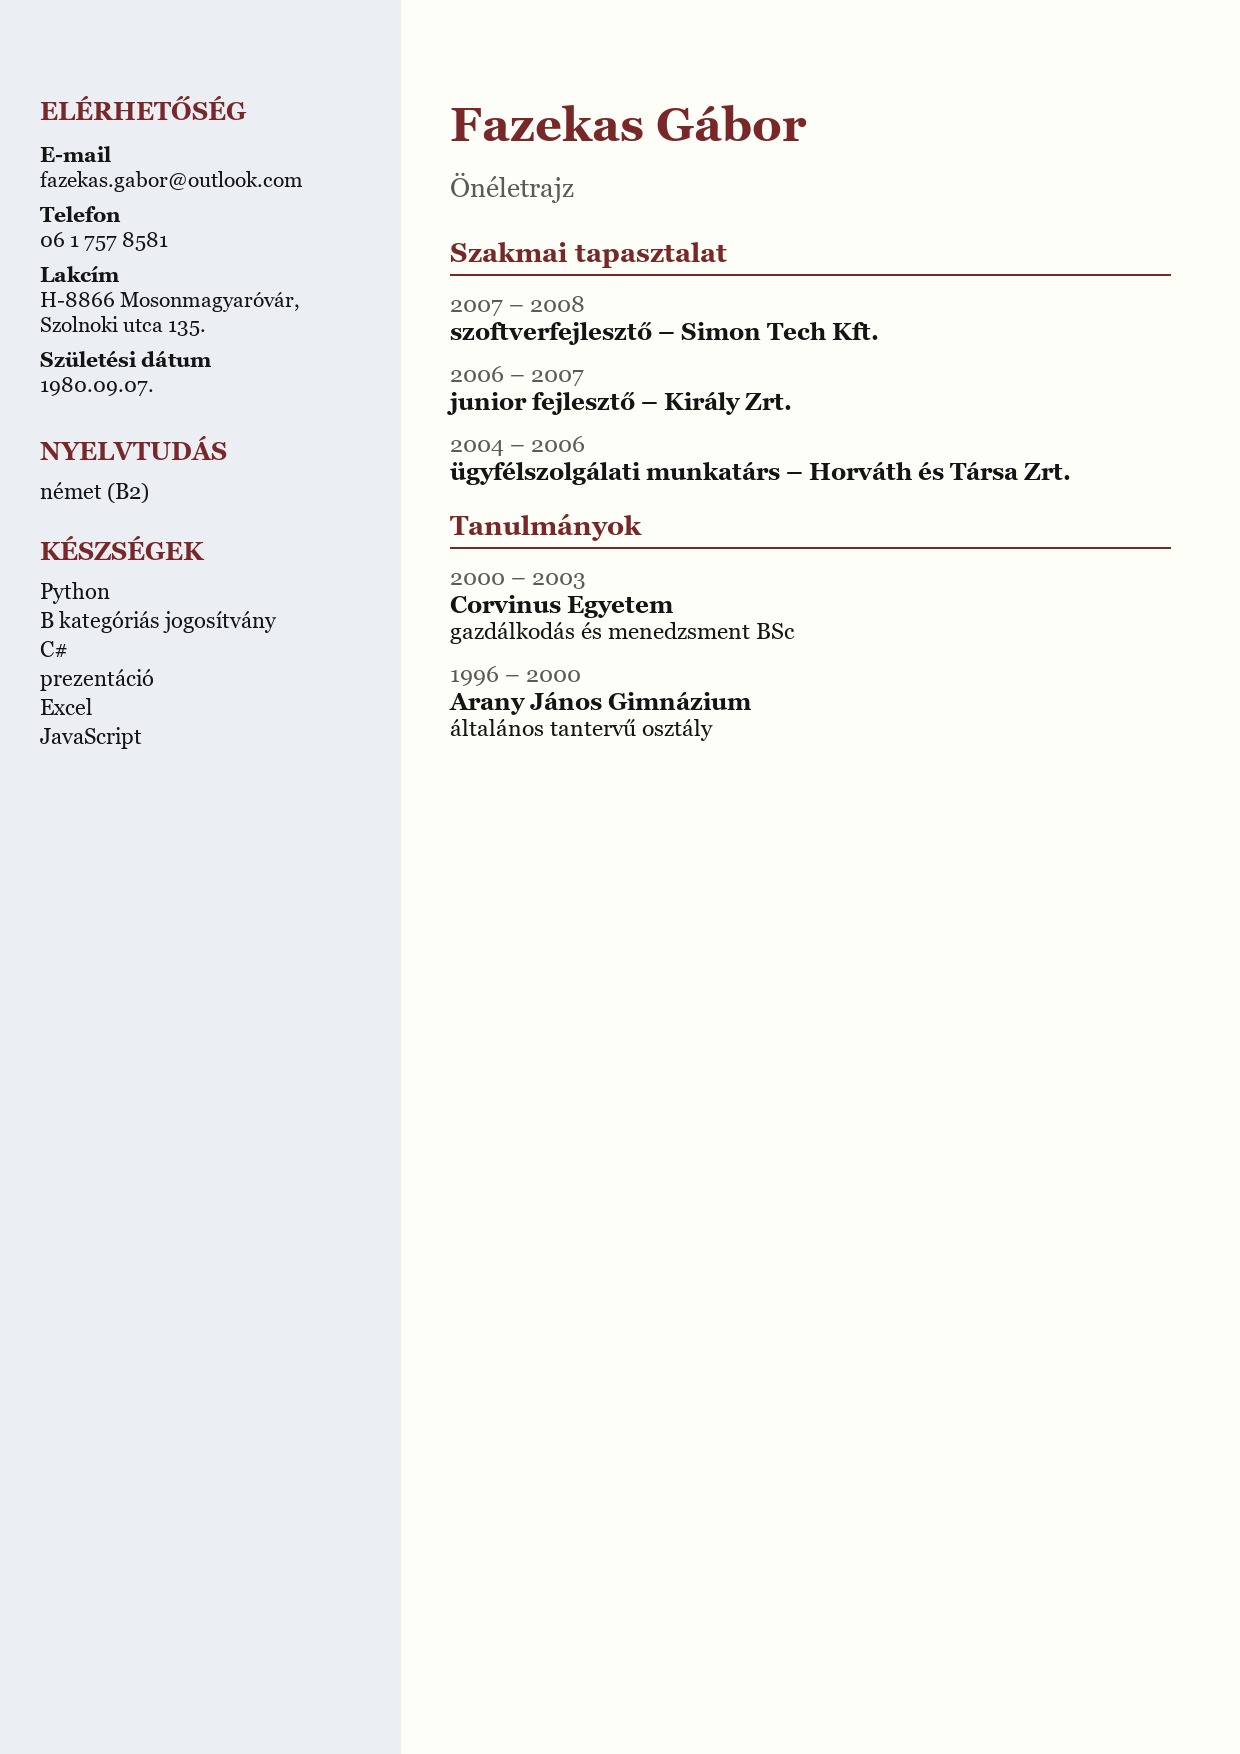 ELÉRHETŐSÉG
E-mail
fazekas.gabor@outlook.com
Telefon
06 1 757 8581
Lakcím
H-8866 Mosonmagyaróvár,
Szolnoki utca 135.
Születési dátum
1980.09.07.
NYELVTUDÁS
német (B2)
KÉSZSÉGEK
Python
B kategóriás jogosítvány
C#
prezentáció
Excel
JavaScript
Fazekas Gábor
Önéletrajz
Szakmai tapasztalat
2007 – 2008
szoftverfejlesztő – Simon Tech Kft.
2006 – 2007
junior fejlesztő – Király Zrt.
2004 – 2006
ügyfélszolgálati munkatárs – Horváth és Társa Zrt.
Tanulmányok
2000 – 2003
Corvinus Egyetem
gazdálkodás és menedzsment BSc
1996 – 2000
Arany János Gimnázium
általános tantervű osztály